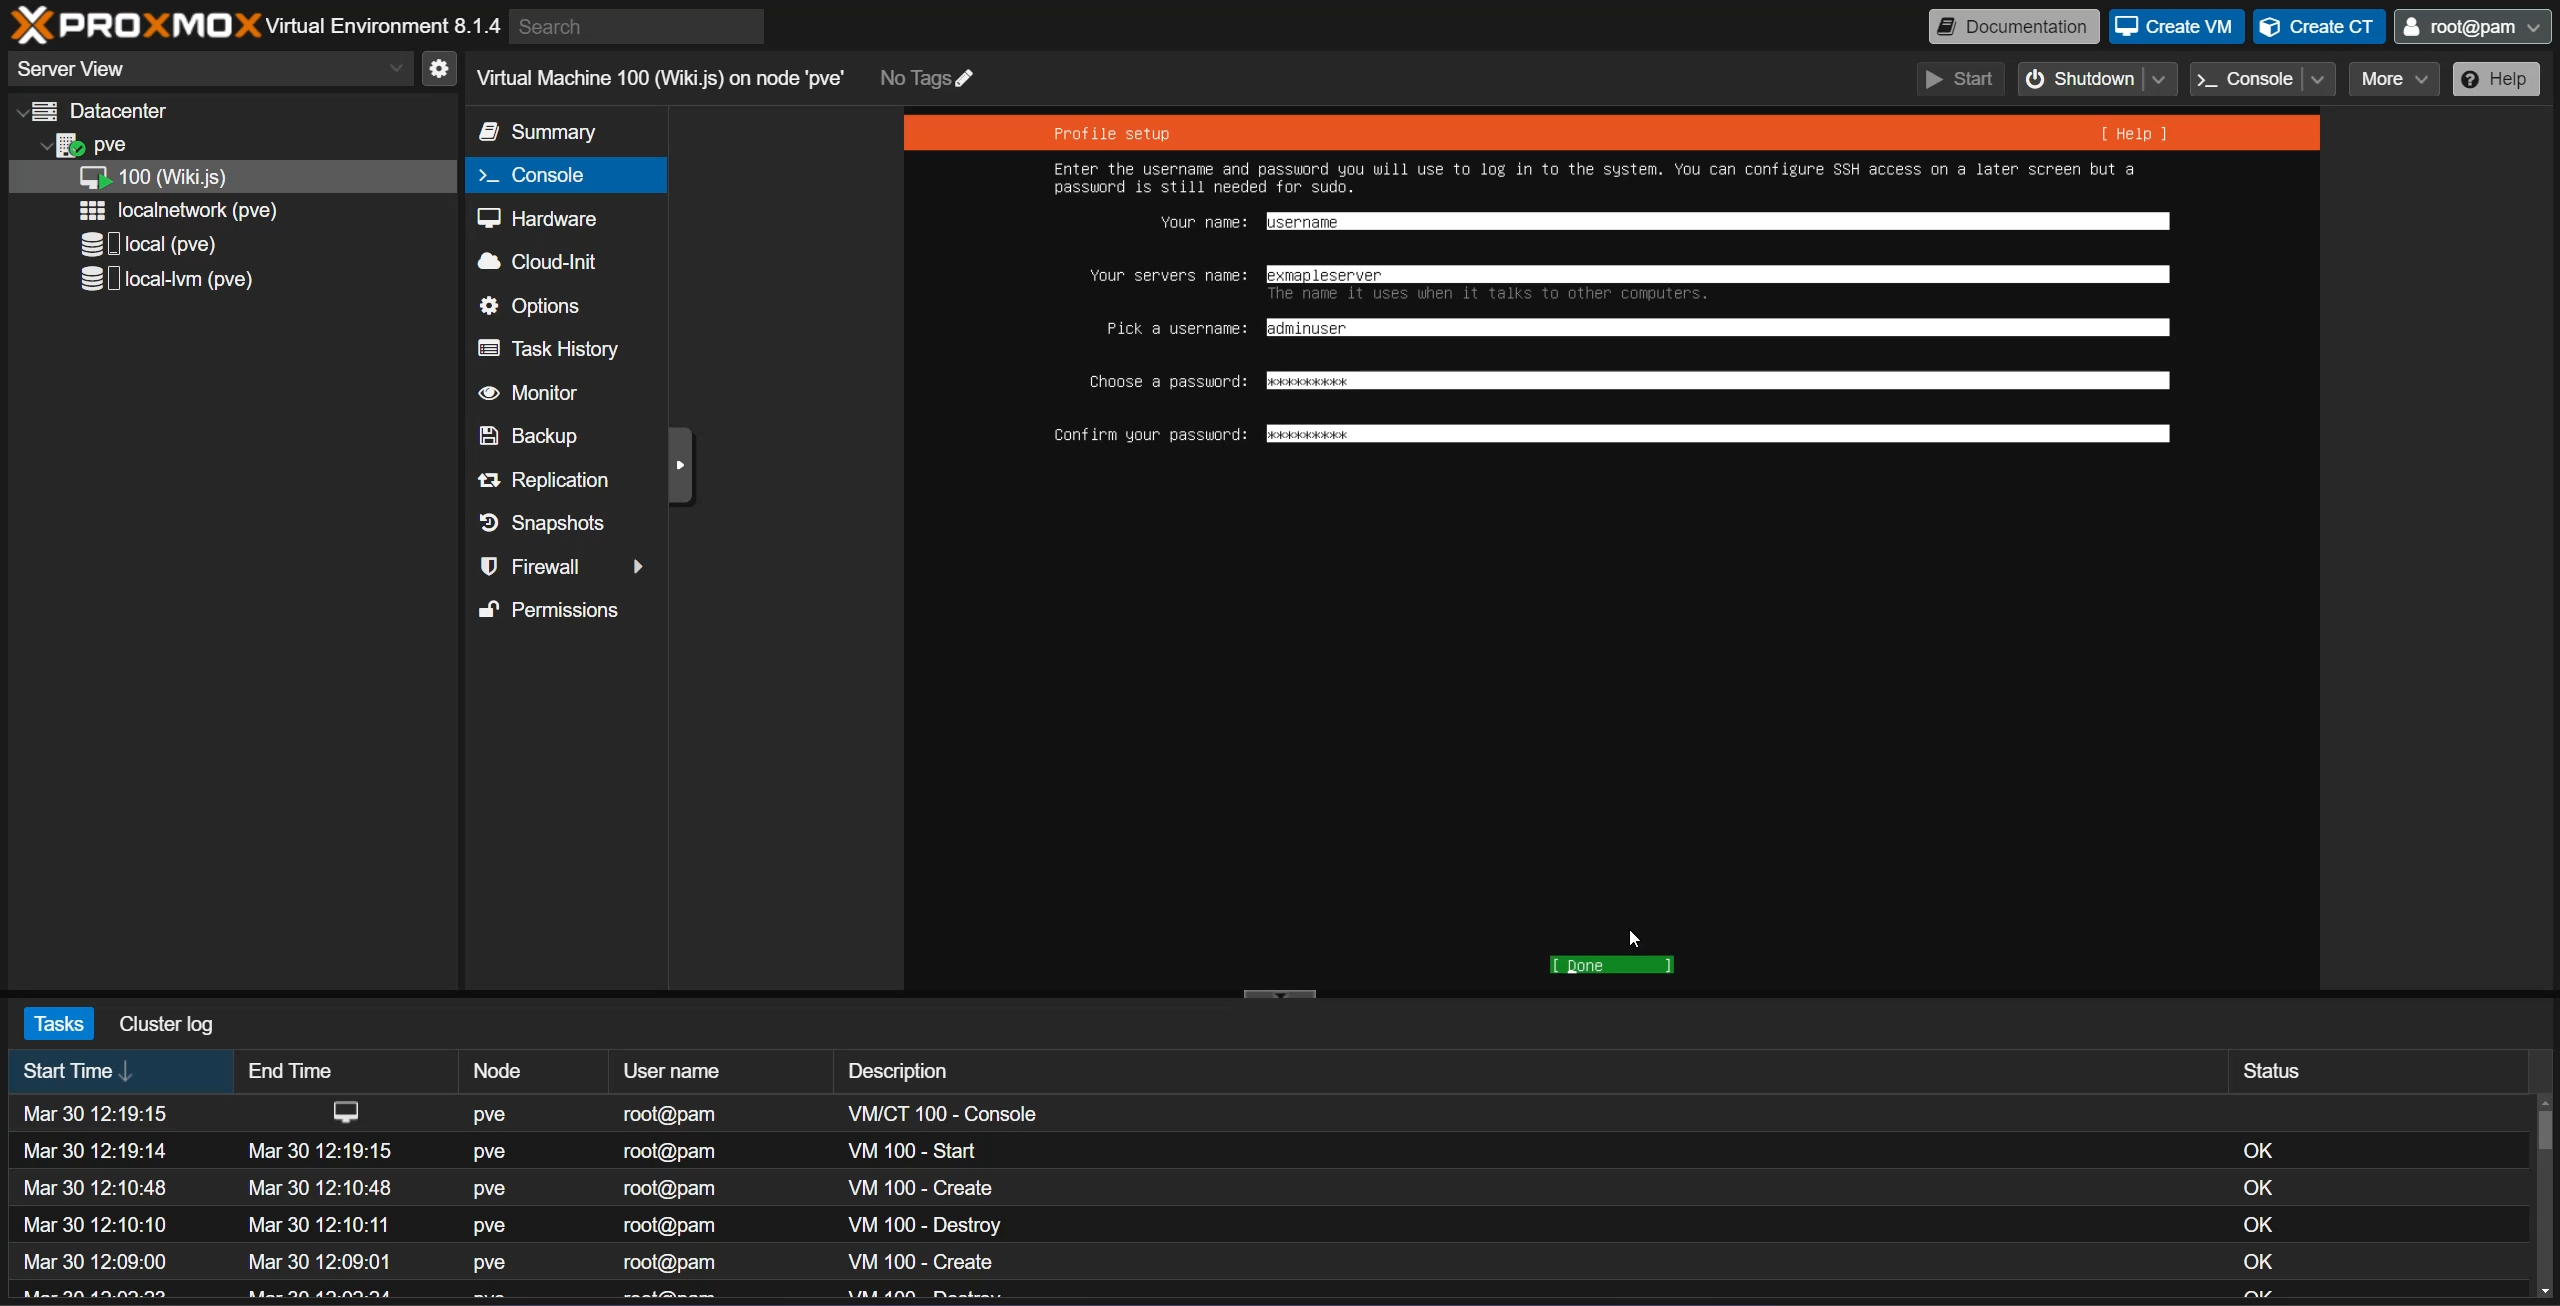 PROXMOX Virtual Environment 8.1.4 Search Documentation Create VM Create CT root@pam
Server View
Virtual Machine 100 (Wiki.js) on node 'pve' No Tags Start Shutdown Console More Help
Datacenter
pve
100 (Wiki.js)
localnetwork (pve)
local (pve)
local-lvm (pve)
Summary
Console
Hardware
Cloud-Init
Options
Task History
Monitor
Backup
Replication
Snapshots
Firewall
Permissions
Profile setup [ Help ]
Enter the username and password you will use to log in to the system. You can configure SSH access on a later screen but a
password is still needed for sudo.
Your name: username
Your servers name: exmapleserver
The name it uses when it talks to other computers.
Pick a username: adminuser
Choose a password: *********
Confirm your password: *********
[ Done ]
Tasks Cluster log
Start Time End Time Node User name Description Status
Mar 30 12:19:15 pve root@pam VM/CT 100 - Console
Mar 30 12:19:14 Mar 30 12:19:15 pve root@pam VM 100 - Start OK
Mar 30 12:10:48 Mar 30 12:10:48 pve root@pam VM 100 - Create OK
Mar 30 12:10:10 Mar 30 12:10:11 pve root@pam VM 100 - Destroy OK
Mar 30 12:09:00 Mar 30 12:09:01 pve root@pam VM 100 - Create OK